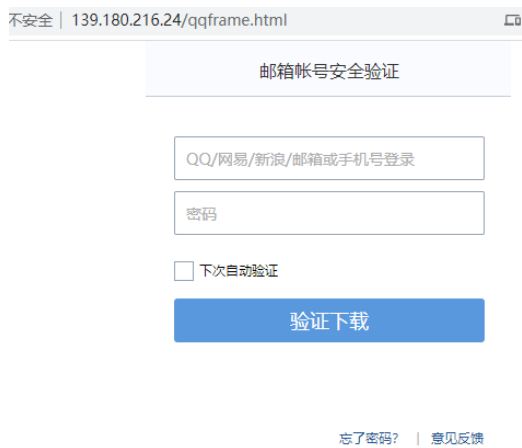 不安全 | 139.180.216.24/qqframe.html
邮箱帐号安全验证
QQ/网易/新浪/邮箱或手机号登录
密码
下次自动验证
验证下载
忘了密码? | 意见反馈